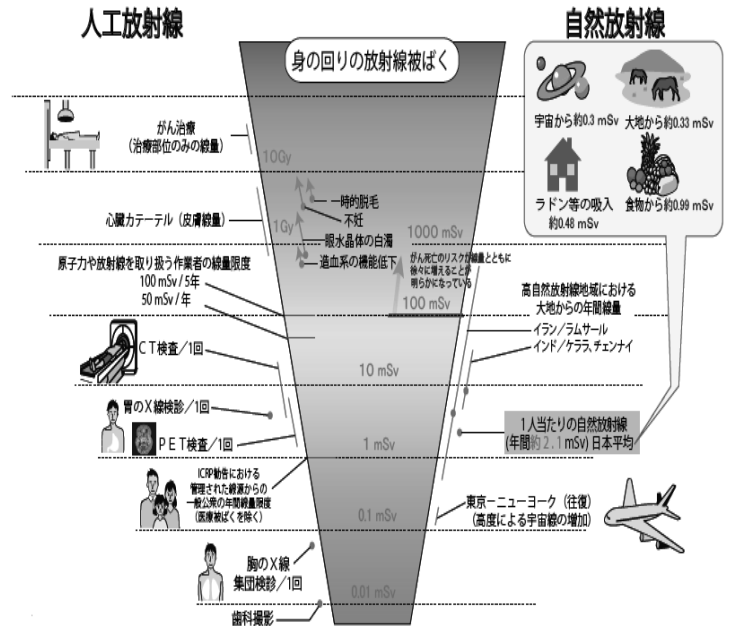 人工放射線
自然放射線
身の回りの放射線被ばく
宇宙から約0.3 mSv
大地から約0.33 mSv
ラドン等の吸入
約0.48 mSv
食物から約0.99 mSv
がん治療
(治療部位のみの線量)
10Gy
心臓カテーテル(皮膚線量)
1Gy
一時的脱毛
不妊
眼水晶体の白濁
造血系の機能低下
1000 mSv
がん死亡のリスクが線量とともに
徐々に増えることが
明らかになっている
100 mSv
原子力や放射線を取り扱う作業者の線量限度
100 mSv/5年
50 mSv/年
高自然放射線地域における
大地からの年間線量
イラン/ラムサール
インド/ケララ、チェンナイ
CT検査/1回
10 mSv
胃のX線検診/1回
PET検査/1回
1 mSv
1人当たりの自然放射線
(年間約2.1mSv)日本平均
ICRP勧告における
管理された線源からの
一般公衆の年間線量限度
(医療被ばくを除く)
0.1 mSv
東京ーニューヨーク(往復)
(高度による宇宙線の増加)
胸のX線
集団検診/1回
0.01 mSv
歯科撮影